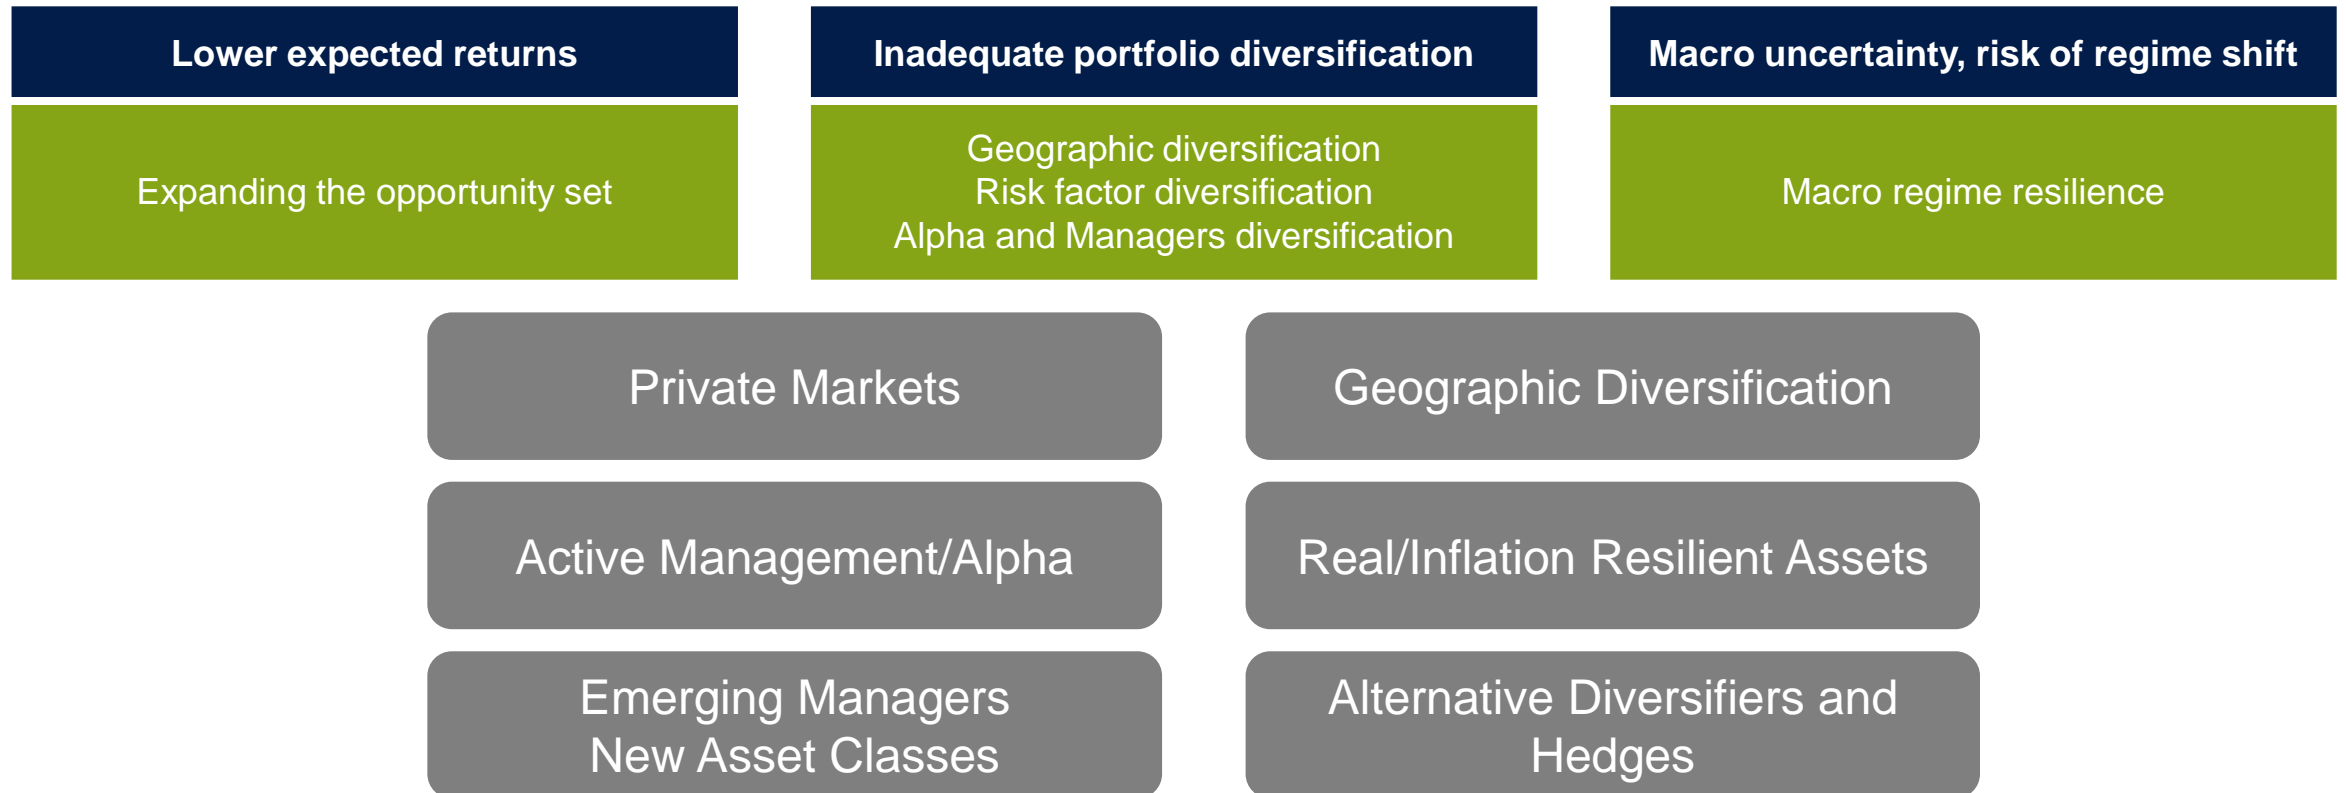 Lower expected returns
Expanding the opportunity set
Inadequate portfolio diversification
Geographic diversification
Risk factor diversification
Alpha and Managers diversification
Macro uncertainty, risk of regime shift
Macro regime resilience
Private Markets
Geographic Diversification
Active Management/Alpha
Real/Inflation Resilient Assets
Emerging Managers
New Asset Classes
Alternative Diversifiers and
Hedges